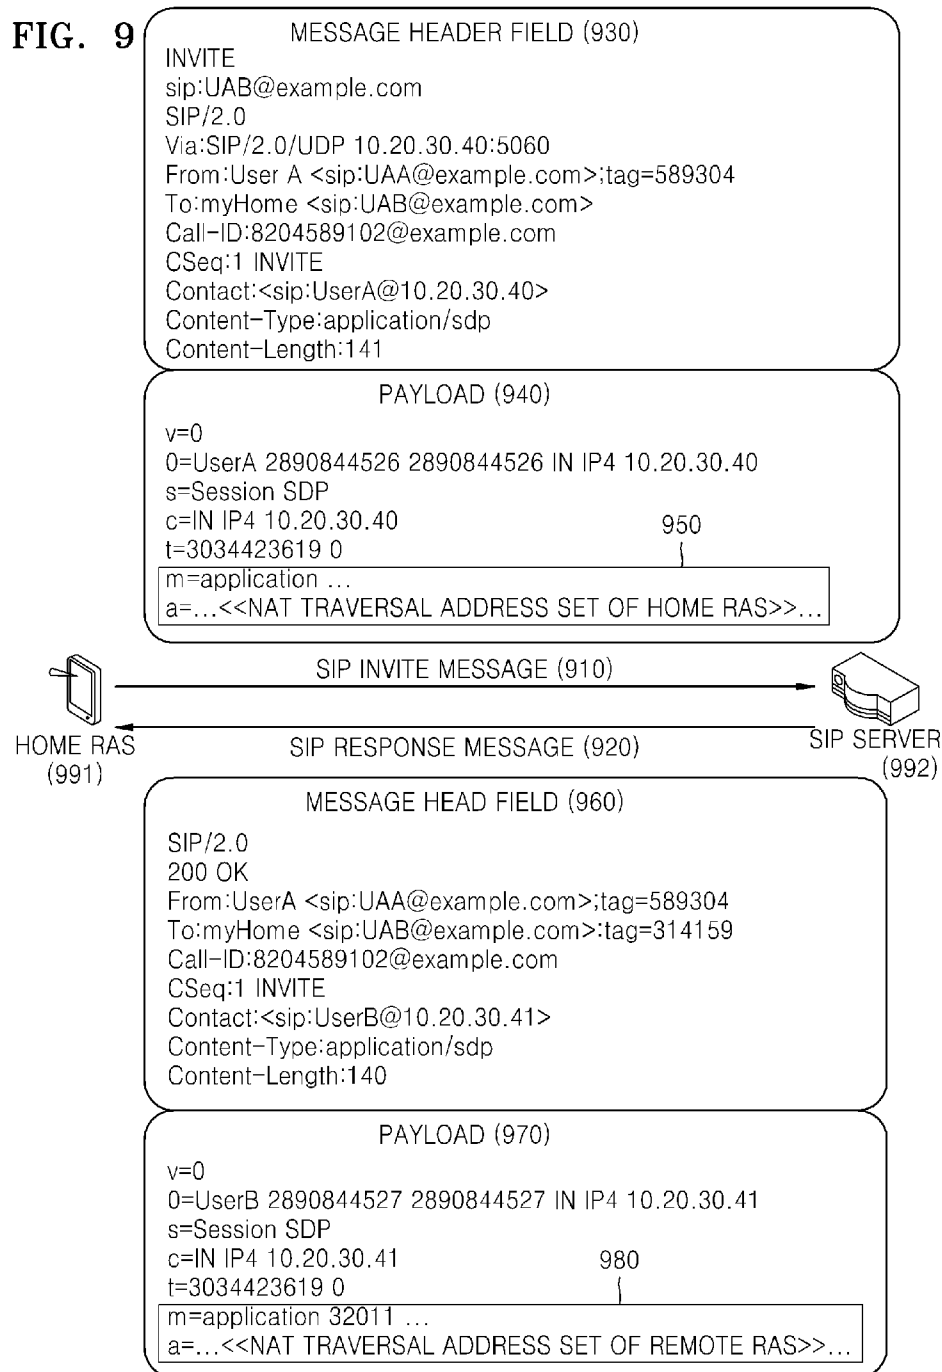 FIG. 9
MESSAGE HEADER FIELD (930)
INVITE
sip:UAB@example.com
SIP/2.0
Via:SIP/2.0/UDP 10.20.30.40:5060
From:User A <sip:UAA@example.com>;tag=589304
To:myHome <sip:UAB@example.com>
Call-ID:8204589102@example.com
CSeq:1 INVITE
Contact:<sip:UserA@10.20.30.40>
Content-Type:application/sdp
Content-Length:141
PAYLOAD (940)
v=0
0=UserA 2890844526 2890844526 IN IP4 10.20.30.40
s=Session SDP
c=IN IP4 10.20.30.40
950
t=3034423619 0
m=application ...
a=...<<NAT TRAVERSAL ADDRESS SET OF HOME RAS>>...
SIP INVITE MESSAGE (910)
HOME RAS
(991)
SIP RESPONSE MESSAGE (920)
SIP SERVER
(992)
MESSAGE HEAD FIELD (960)
SIP/2.0
200 OK
From:UserA <sip:UAA@example.com>;tag=589304
To:myHome <sip:UAB@example.com>:tag=314159
Call-ID:8204589102@example.com
CSeq:1 INVITE
Contact:<sip:UserB@10.20.30.41>
Content-Type:application/sdp
Content-Length:140
PAYLOAD (970)
v=0
0=UserB 2890844527 2890844527 IN IP4 10.20.30.41
s=Session SDP
c=IN IP4 10.20.30.41
980
t=3034423619 0
m=application 32011 ...
a=...<<NAT TRAVERSAL ADDRESS SET OF REMOTE RAS>>...